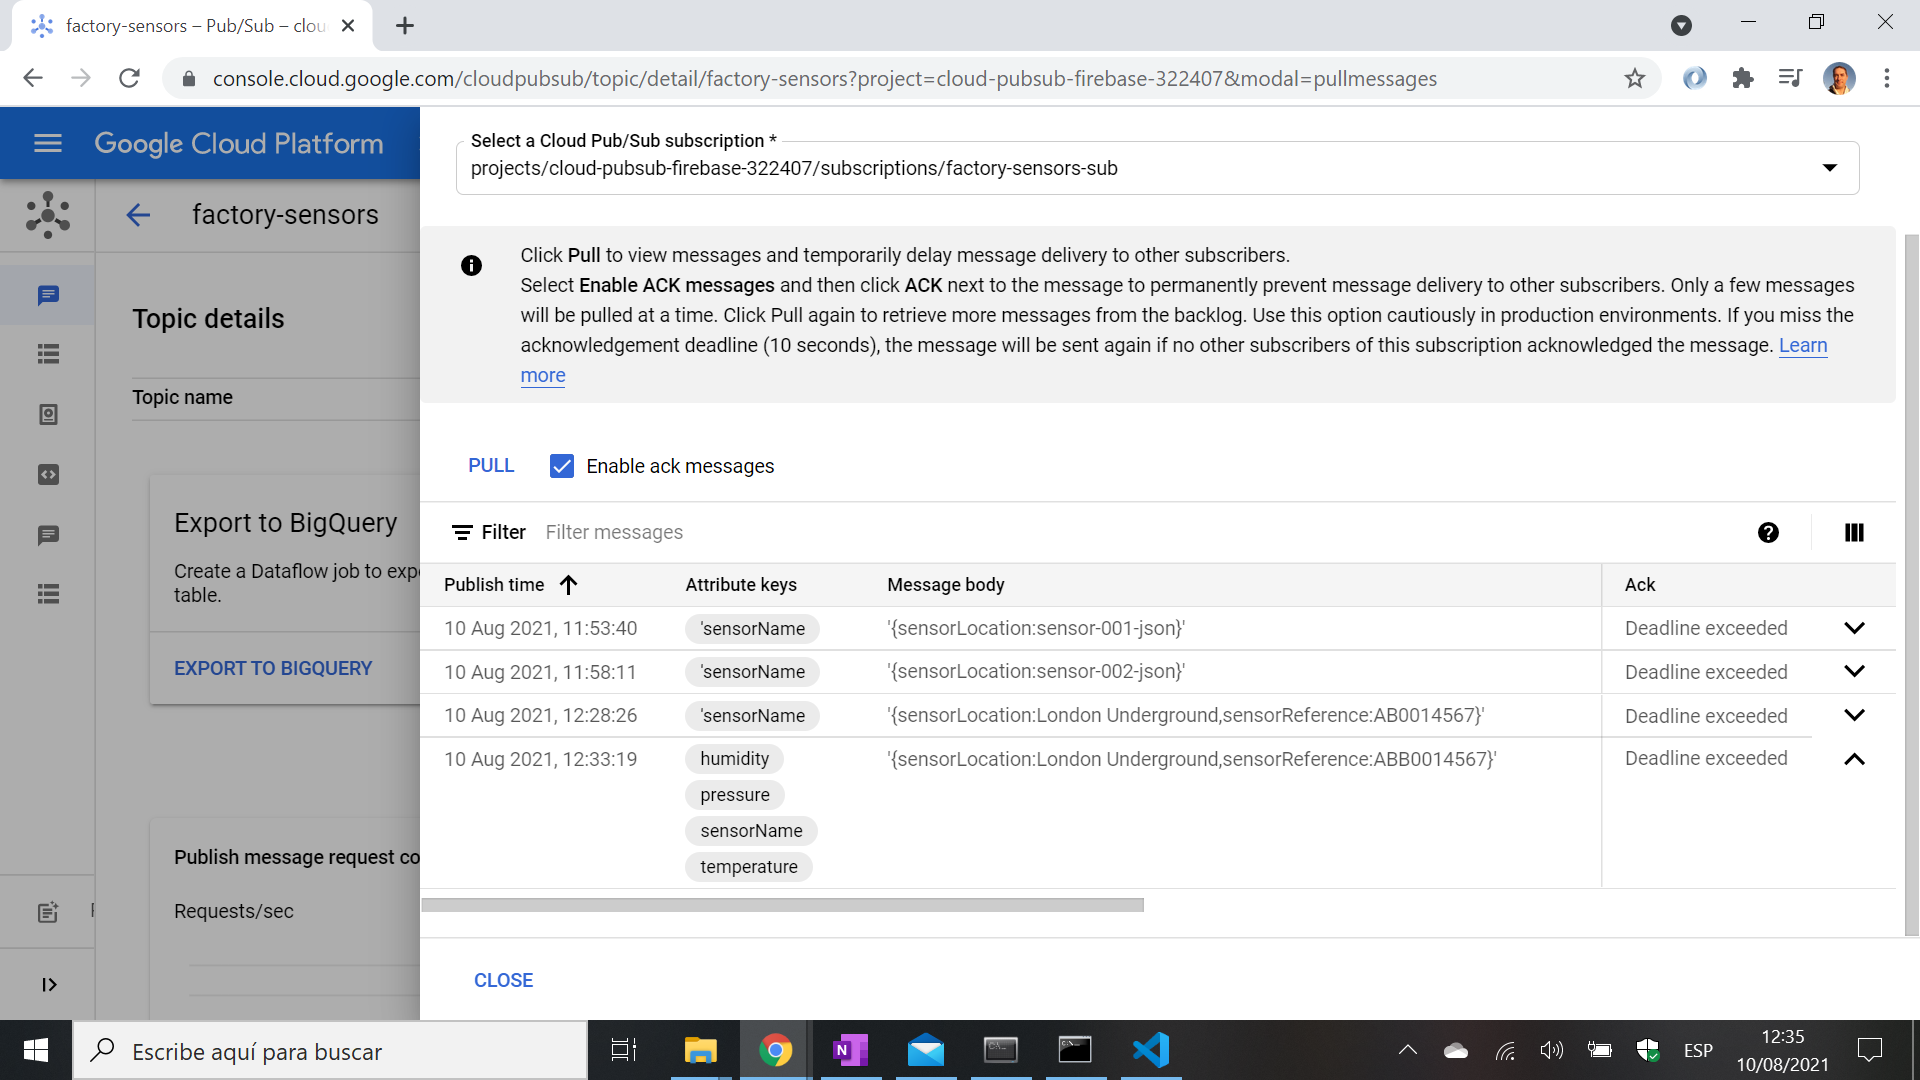 factory-sensors – Pub/Sub – clou
console.cloud.google.com/cloudpubsub/topic/detail/factory-sensors?project=cloud-pubsub-firebase-322407&modal=pullmessages
Google Cloud Platform
factory-sensors
Topic details
Topic name
Export to BigQuery
Create a Dataflow job to exp
table.
EXPORT TO BIGQUERY
Publish message request co
Requests/sec
Select a Cloud Pub/Sub subscription *
projects/cloud-pubsub-firebase-322407/subscriptions/factory-sensors-sub
Click Pull to view messages and temporarily delay message delivery to other subscribers.
Select Enable ACK messages and then click ACK next to the message to permanently prevent message delivery to other subscribers. Only a few messages
will be pulled at a time. Click Pull again to retrieve more messages from the backlog. Use this option cautiously in production environments. If you miss the
acknowledgement deadline (10 seconds), the message will be sent again if no other subscribers of this subscription acknowledged the message. Learn
more
PULL Enable ack messages
Filter Filter messages
Publish time Attribute keys Message body Ack
10 Aug 2021, 11:53:40 'sensorName '{sensorLocation:sensor-001-json}' Deadline exceeded
10 Aug 2021, 11:58:11 'sensorName '{sensorLocation:sensor-002-json}' Deadline exceeded
10 Aug 2021, 12:28:26 'sensorName '{sensorLocation:London Underground,sensorReference:AB0014567}' Deadline exceeded
10 Aug 2021, 12:33:19 humidity '{sensorLocation:London Underground,sensorReference:ABB0014567}' Deadline exceeded
pressure
sensorName
temperature
CLOSE
Escribe aquí para buscar
ESP
12:35
10/08/2021